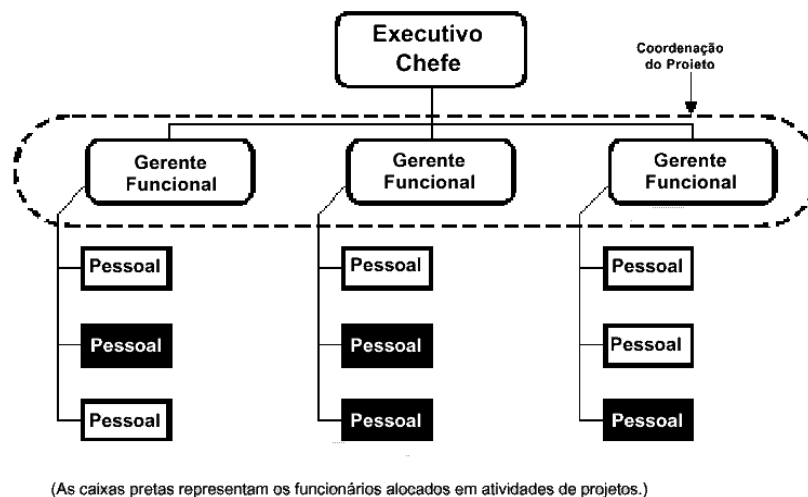 Executivo
Chefe
Coordenação
do Projeto
Gerente
Funcional
Gerente
Funcional
Gerente
Funcional
Pessoal
Pessoal
Pessoal
Pessoal
Pessoal
Pessoal
Pessoal
Pessoal
Pessoal
(As caixas pretas representam os funcionários alocados em atividades de projetos.)